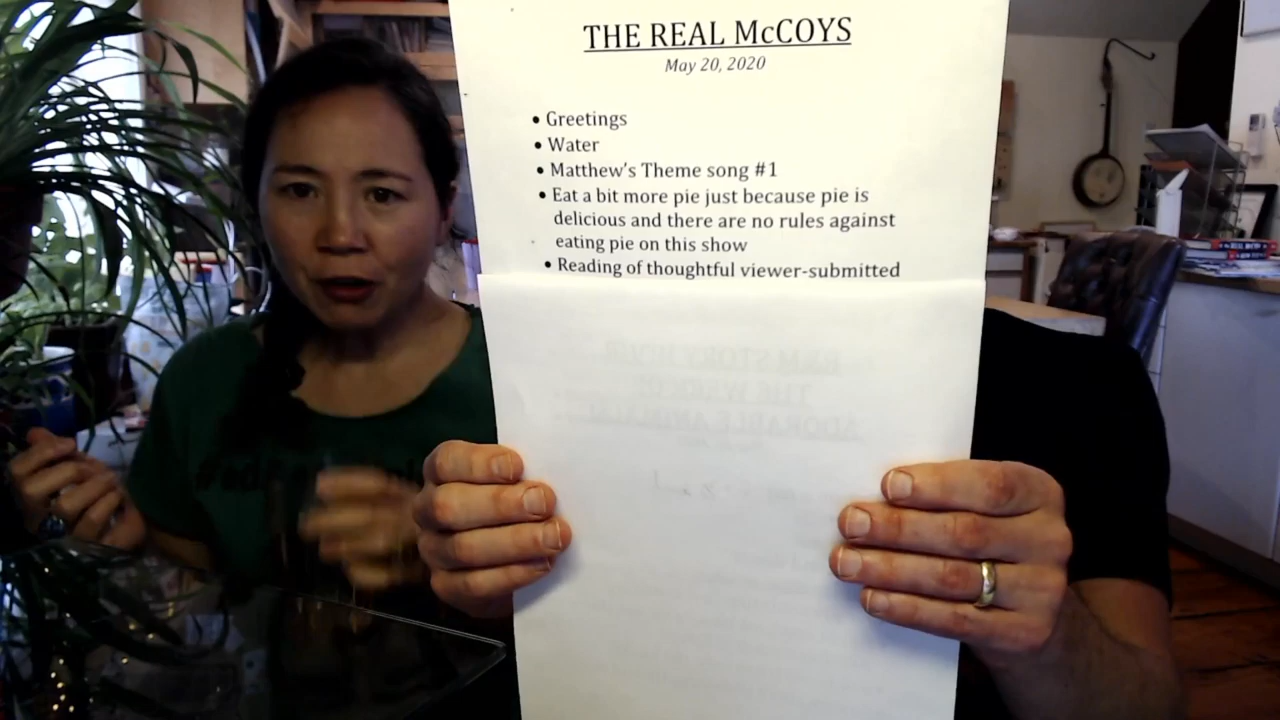 THE REAL McCOYS
May 20, 2020
• Greetings
• Water
• Matthew's Theme song #1
• Eat a bit more pie just because pie is
delicious and there are no rules against
eating pie on this show
• Reading of thoughtful viewer-submitted